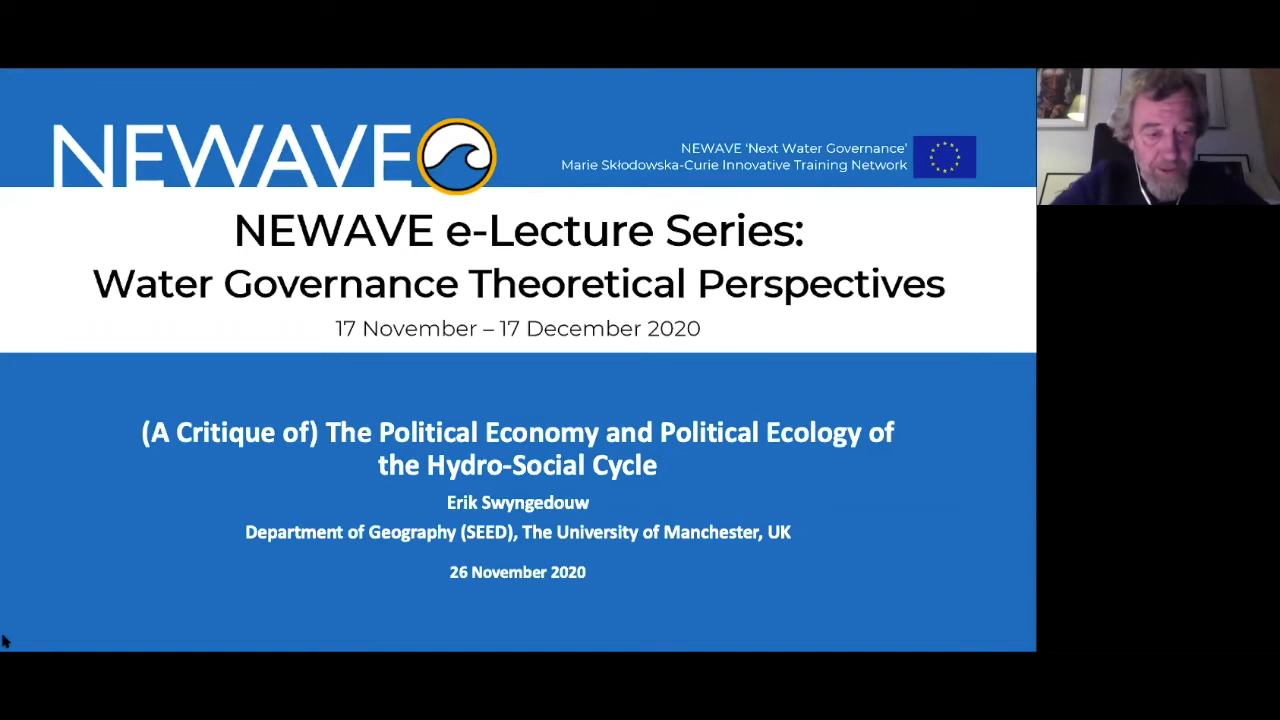 NEWAVE
NEWAVE 'Next Water Governance'
Marie Skłodowska-Curie Innovative Training Network
NEWAVE e-Lecture Series:
Water Governance Theoretical Perspectives
17 November – 17 December 2020
(A Critique of) The Political Economy and Political Ecology of
the Hydro-Social Cycle
Erik Swyngedouw
Department of Geography (SEED), The University of Manchester, UK
26 November 2020